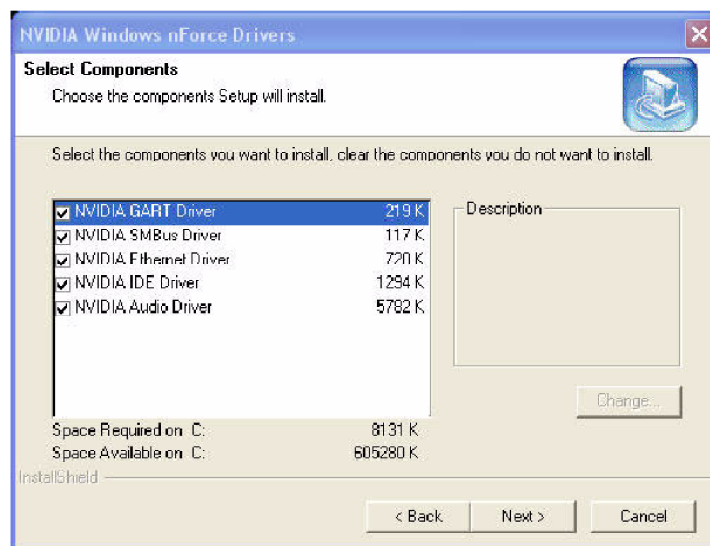 NVIDIA Windows nForce Drivers
Select Components
Choose the components Setup will install.
Select the components you want to install, clear the components you do not want to install.
NVIDIA GART Driver 219 K
NVIDIA SMBus Driver 117 K
NVIDIA Ethernet Driver 720 K
NVIDIA IDE Driver 1294 K
NVIDIA Audio Driver 5782 K
Description
Change...
Space Required on C: 8131 K
Space Available on C: 605280 K
InstallShield
< Back
Next >
Cancel